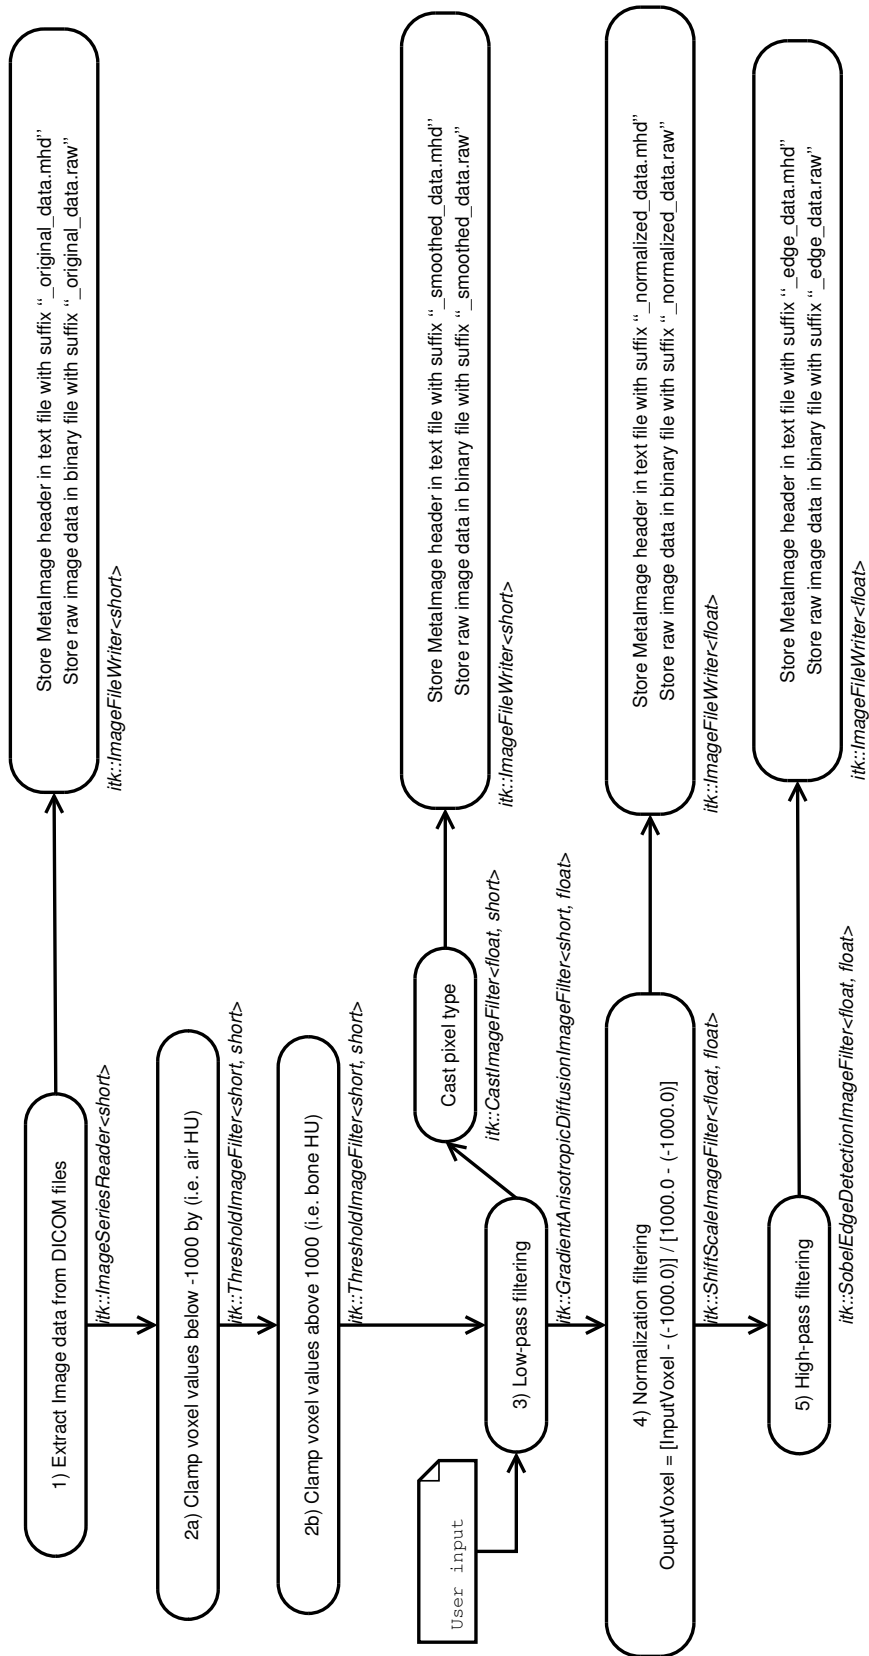 1) Extract Image data from DICOM files
itk::ImageSeriesReader<short>
Store MetaImage header in text file with suffix “_original_data.mhd”
Store raw image data in binary file with suffix “_original_data.raw”
itk::ImageFileWriter<short>
2a) Clamp voxel values below -1000 by (i.e. air HU)
itk::ThresholdImageFilter<short, short>
2b) Clamp voxel values above 1000 (i.e. bone HU)
itk::ThresholdImageFilter<short, short>
User input
3) Low-pass filtering
itk::GradientAnisotropicDiffusionImageFilter<short, float>
Cast pixel type
itk::CastImageFilter<float, short>
Store MetaImage header in text file with suffix “_smoothed_data.mhd”
Store raw image data in binary file with suffix “_smoothed_data.raw”
itk::ImageFileWriter<short>
4) Normalization filtering
OuputVoxel = [InputVoxel - (-1000.0)] / [1000.0 - (-1000.0)]
itk::ShiftScaleImageFilter<float, float>
Store MetaImage header in text file with suffix “_normalized_data.mhd”
Store raw image data in binary file with suffix “_normalized_data.raw”
itk::ImageFileWriter<float>
5) High-pass filtering
itk::SobelEdgeDetectionImageFilter<float, float>
Store MetaImage header in text file with suffix “_edge_data.mhd”
Store raw image data in binary file with suffix “_edge_data.raw”
itk::ImageFileWriter<float>